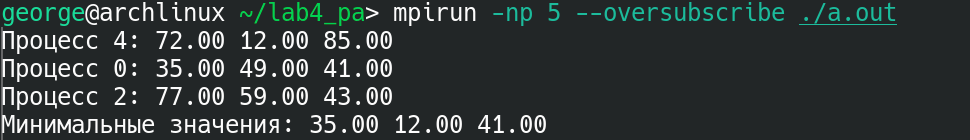 george@archlinux ~/lab4_pa> mpirun -np 5 --oversubscribe ./a.out
Процесс 4: 72.00 12.00 85.00
Процесс 0: 35.00 49.00 41.00
Процесс 2: 77.00 59.00 43.00
Минимальные значения: 35.00 12.00 41.00